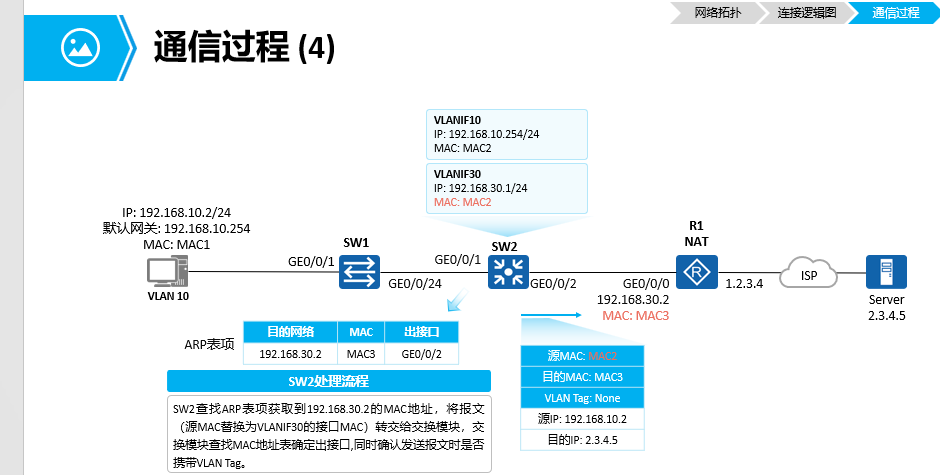 网络拓扑
连接逻辑图
通信过程
通信过程 (4)
VLANIF10
IP: 192.168.10.254/24
MAC: MAC2
VLANIF30
IP: 192.168.30.1/24
MAC: MAC2
IP: 192.168.10.2/24
默认网关: 192.168.10.254
MAC: MAC1
VLAN 10
GE0/0/1
SW1
GE0/0/24
GE0/0/1
SW2
GE0/0/2
R1
NAT
GE0/0/0
192.168.30.2
MAC: MAC3
1.2.3.4
ISP
Server
2.3.4.5
ARP表项
目的网络 MAC 出接口
192.168.30.2 MAC3 GE0/0/2
SW2处理流程
SW2查找ARP表项获取到192.168.30.2的MAC地址，将报文
（源MAC替换为VLANIF30的接口MAC）转交给交换模块，交
换模块查找MAC地址表确定出接口,同时确认发送报文时是否
携带VLAN Tag。
源MAC: MAC2
目的MAC: MAC3
VLAN Tag: None
源IP: 192.168.10.2
目的IP: 2.3.4.5